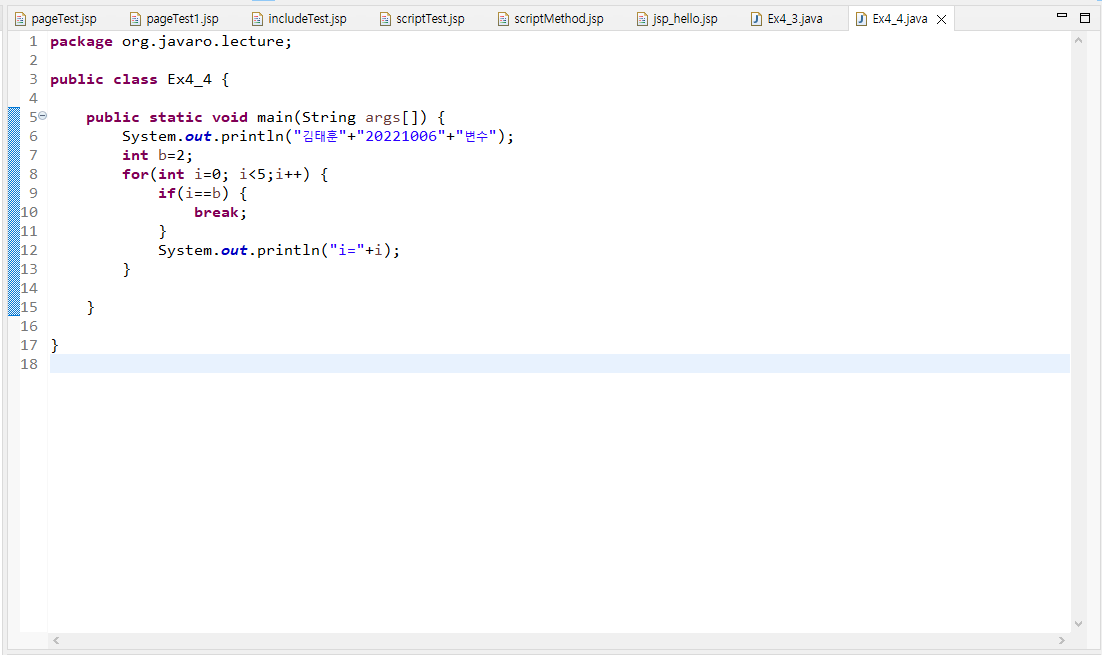 pageTest.jsp pageTest1.jsp includeTest.jsp scriptTest.jsp scriptMethod.jsp jsp_hello.jsp Ex4_3.java Ex4_4.java
1 package org.javaro.lecture;
2
3 public class Ex4_4 {
4
5 public static void main(String args[]) {
6 System.out.println("김태훈"+"20221006"+"변수");
7 int b=2;
8 for(int i=0; i<5;i++) {
9 if(i==b) {
10 break;
11 }
12 System.out.println("i="+i);
13 }
14
15 }
16
17 }
18